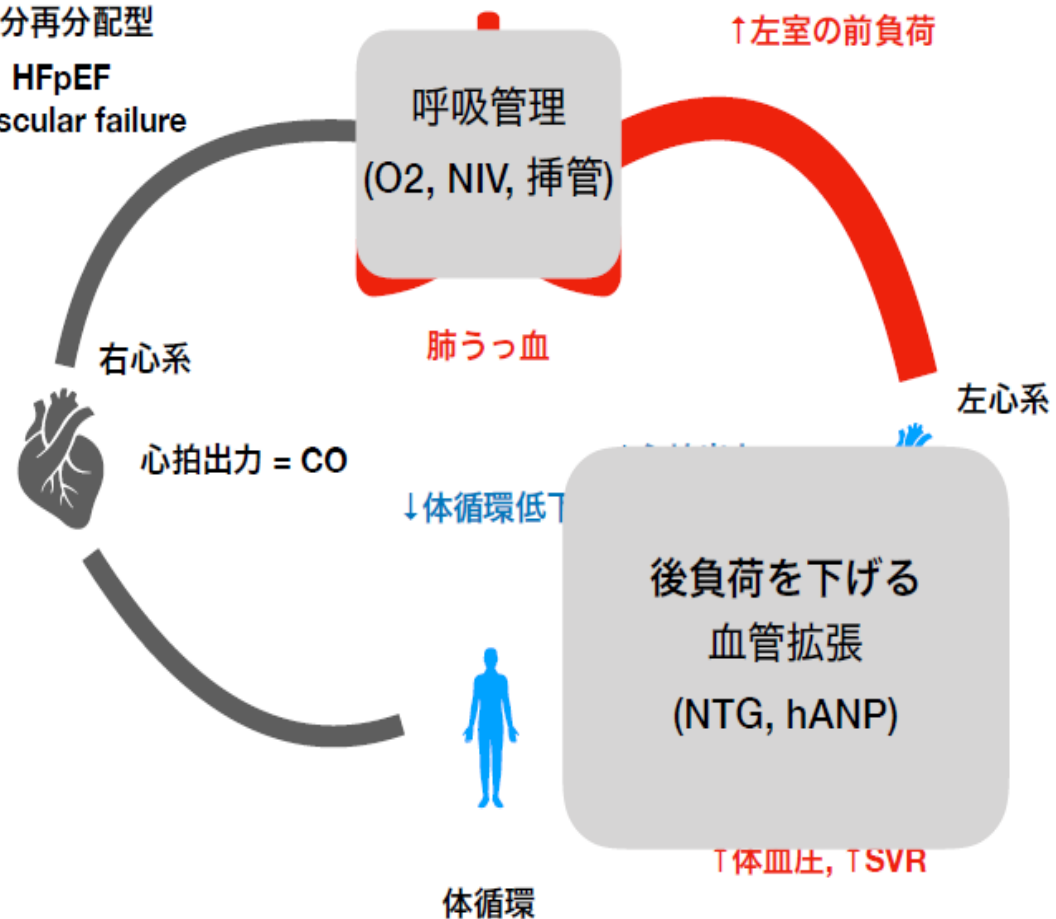 分再分配型
↑左室の前負荷
HFpEF
scular failure
呼吸管理
(O2, NIV, 挿管)
肺うっ血
右心系
左心系
心拍出力 = CO
↓体循環低下
後負荷を下げる
血管拡張
(NTG, hANP)
↑体血圧, ↑SVR
体循環